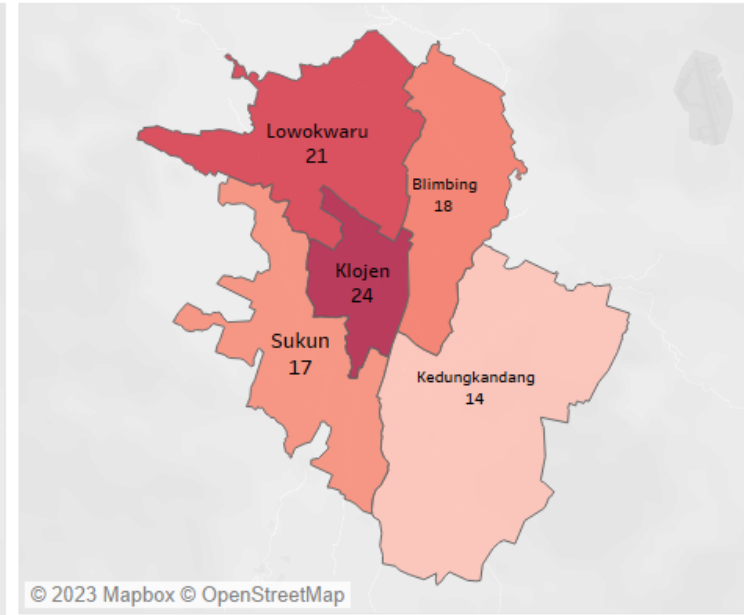 Lowokwaru
21
Blimbing
18
Klojen
24
Sukun
17
Kedungkandang
14
© 2023 Mapbox © OpenStreetMap